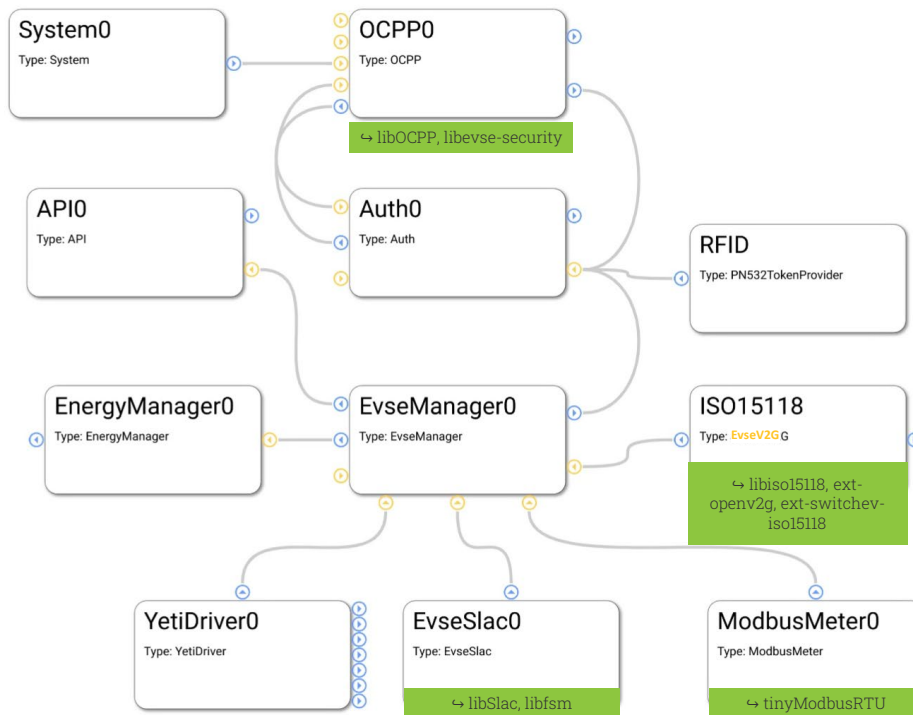 System0
Type: System
OCPP0
Type: OCPP
↪ libOCPP, libevse-security
API0
Type: API
Auth0
Type: Auth
RFID
Type: PN532TokenProvider
EnergyManager0
Type: EnergyManager
EvseManager0
Type: EvseManager
ISO15118
Type: EvseV2G G
↪ libiso15118, ext-
openv2g, ext-switchev-
iso15118
YetiDriver0
Type: YetiDriver
EvseSlac0
Type: EvseSlac
↪ libSlac, libfsm
ModbusMeter0
Type: ModbusMeter
↪ tinyModbusRTU